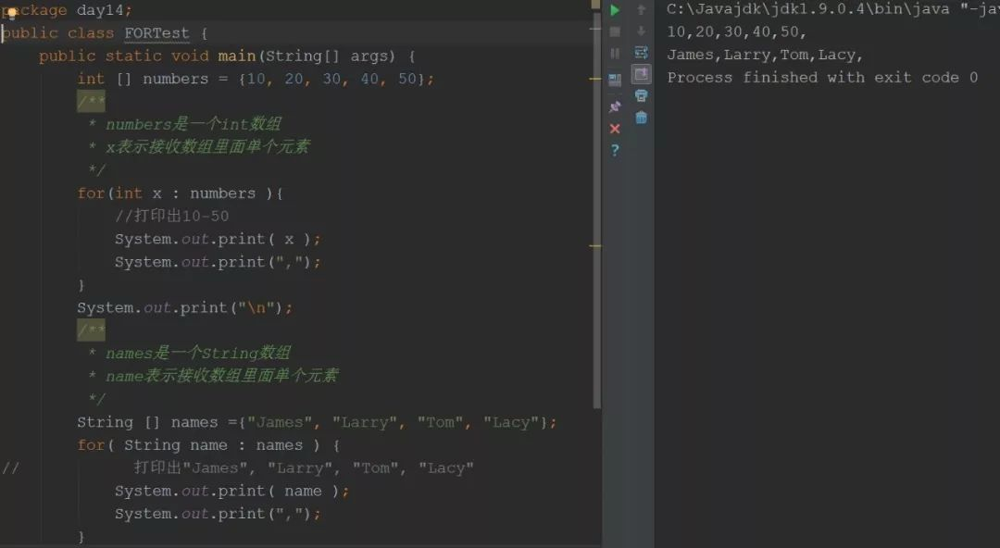 package day14;
public class FORTest {
public static void main(String[] args) {
int [] numbers = {10, 20, 30, 40, 50};
/**
* numbers是一个int数组
* x表示接收数组里面单个元素
*/
for(int x : numbers ){
//打印出10-50
System.out.print( x );
System.out.print(",");
}
System.out.print("\n");
/**
* names是一个String数组
* name表示接收数组里面单个元素
*/
String [] names ={"James", "Larry", "Tom", "Lacy"};
for( String name : names ) {
// 打印出"James", "Larry", "Tom", "Lacy"
System.out.print( name );
System.out.print(",");
}
C:\Javajdk\jdk1.9.0.4\bin\java "-jav
10,20,30,40,50,
James,Larry,Tom,Lacy,
Process finished with exit code 0